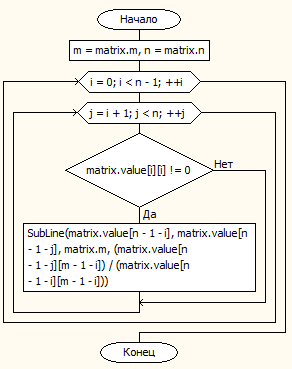 Начало
m = matrix.m, n = matrix.n
i = 0; i < n - 1; ++i
j = i + 1; j < n; ++j
matrix.value[i][i] != 0
Нет
Да
SubLine(matrix.value[n - 1 - i], matrix.value[n
- 1 - j], matrix.m, (matrix.value[n
- 1 - j][m - 1 - i]) / (matrix.value[n
- 1 - i][m - 1 - i]))
Конец